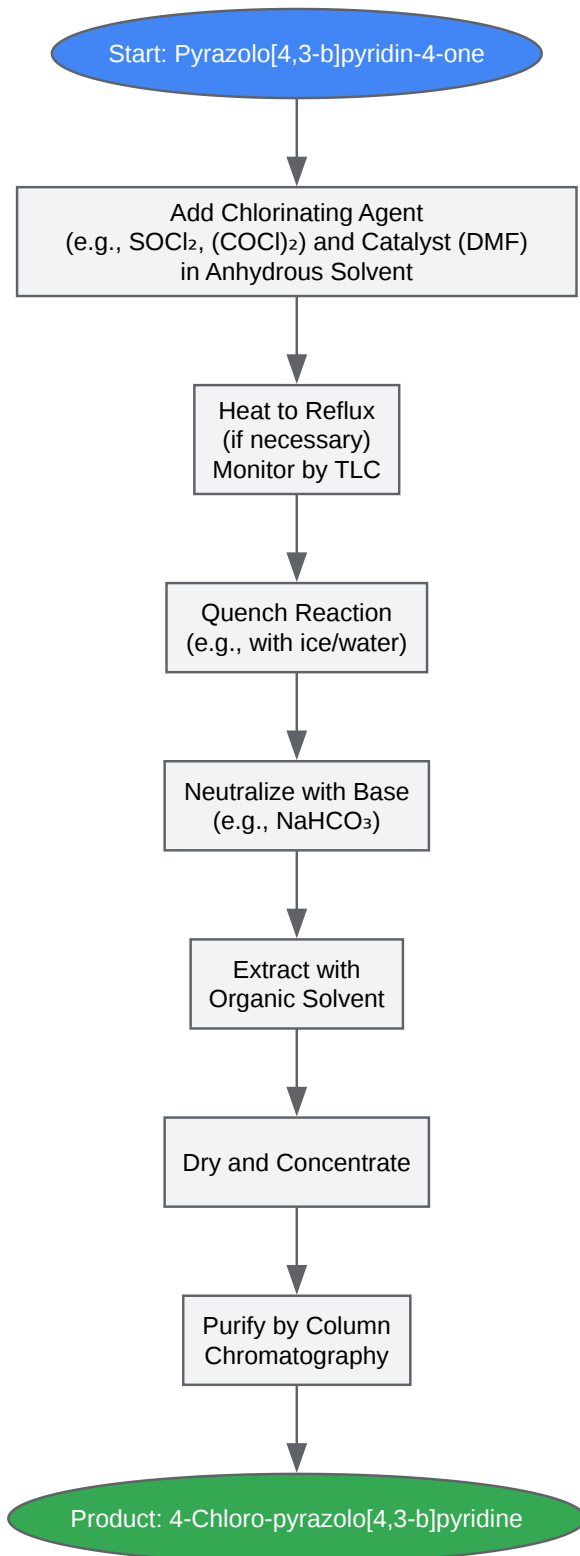 Start: Pyrazolo[4,3-b]pyridin-4-one
Add Chlorinating Agent
(e.g., SOCl₂, (COCl)₂) and Catalyst (DMF)
in Anhydrous Solvent
Heat to Reflux
(if necessary)
Monitor by TLC
Quench Reaction
(e.g., with ice/water)
Neutralize with Base
(e.g., NaHCO₃)
Extract with
Organic Solvent
Dry and Concentrate
Purify by Column
Chromatography
Product: 4-Chloro-pyrazolo[4,3-b]pyridine